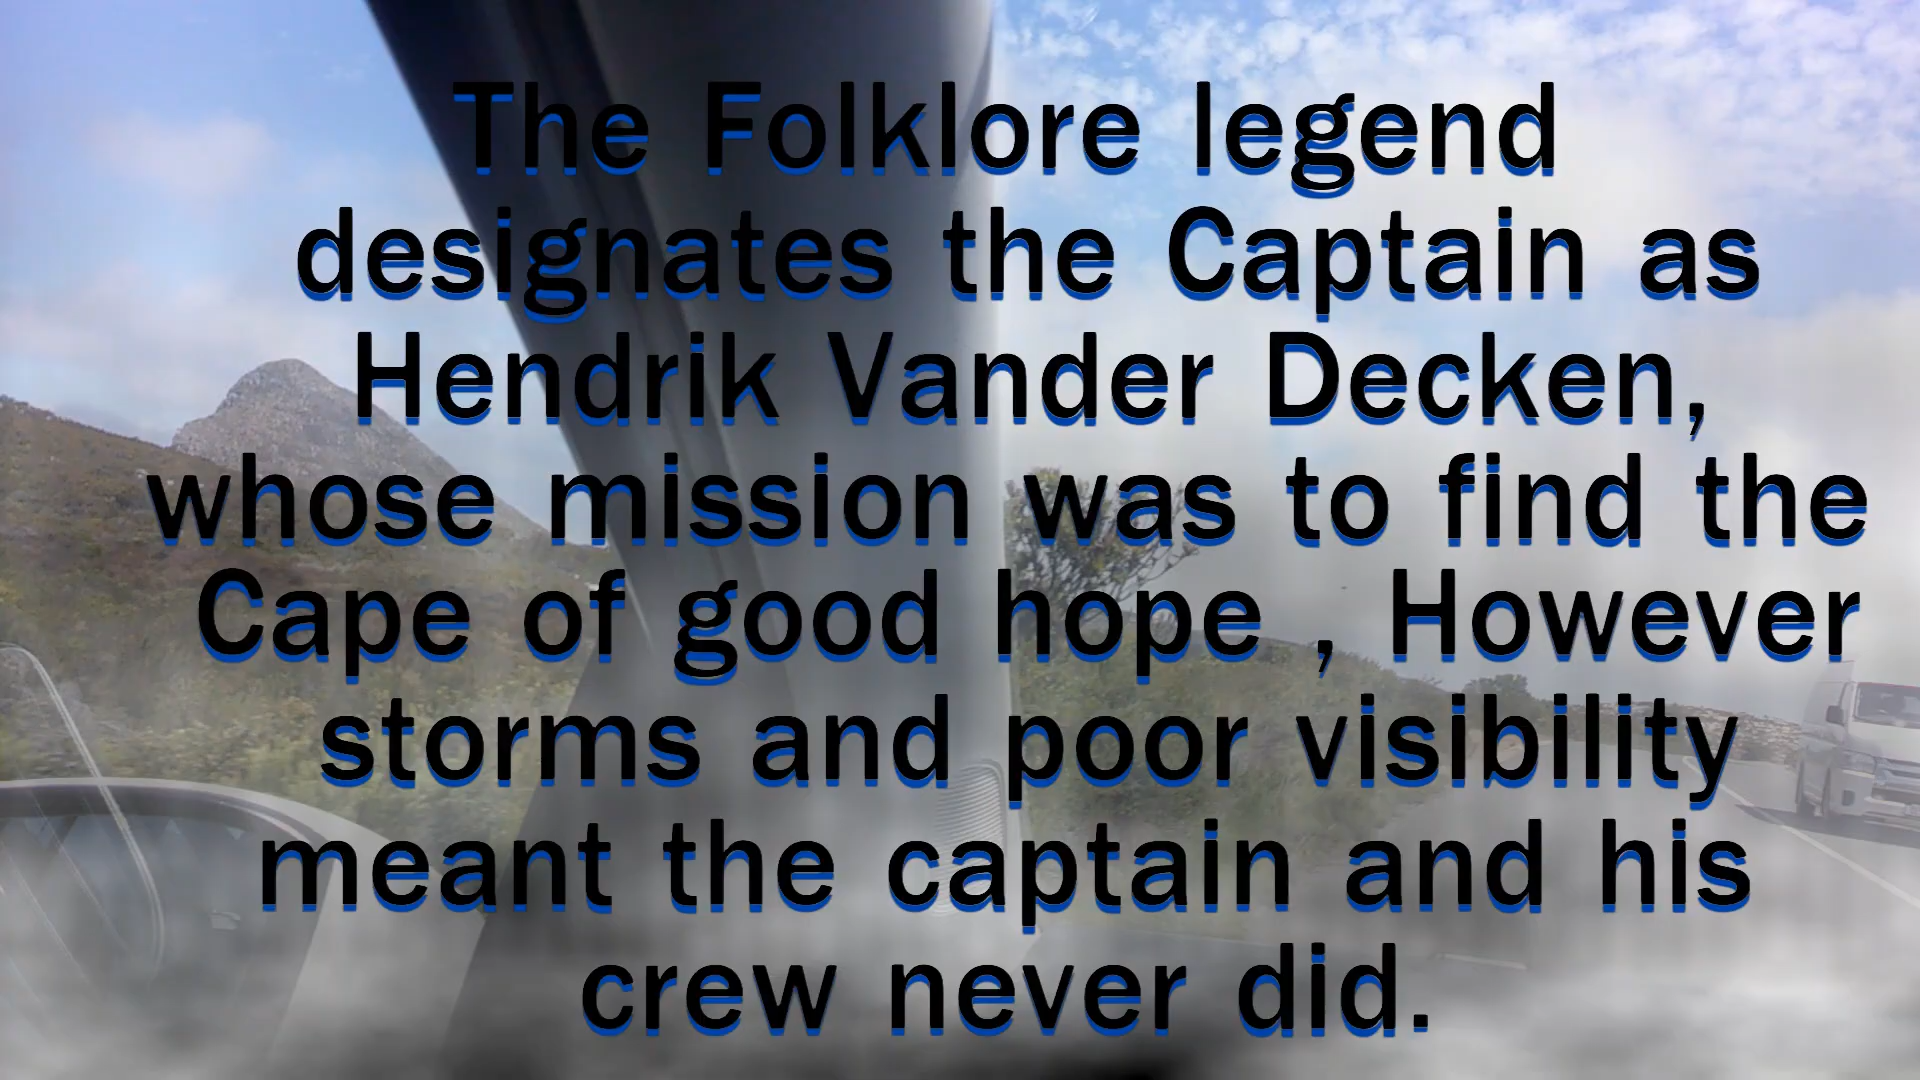 The Folklore legend
designates the Captain as
Hendrik Vander Decken,
whose mission was to find the
Cape of good hope , However
storms and poor visibility
meant the captain and his
crew never did.